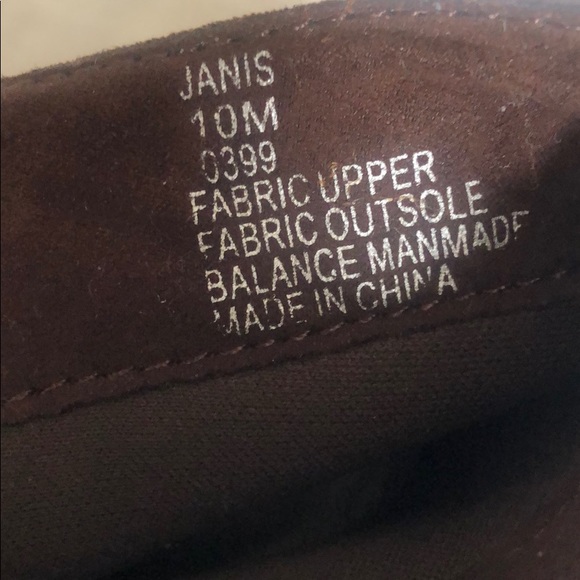 JANIS
10M
0399
FABRIC UPPER
FABRIC OUTSOLE
BALANCE MANMADE
MADE IN CHINA